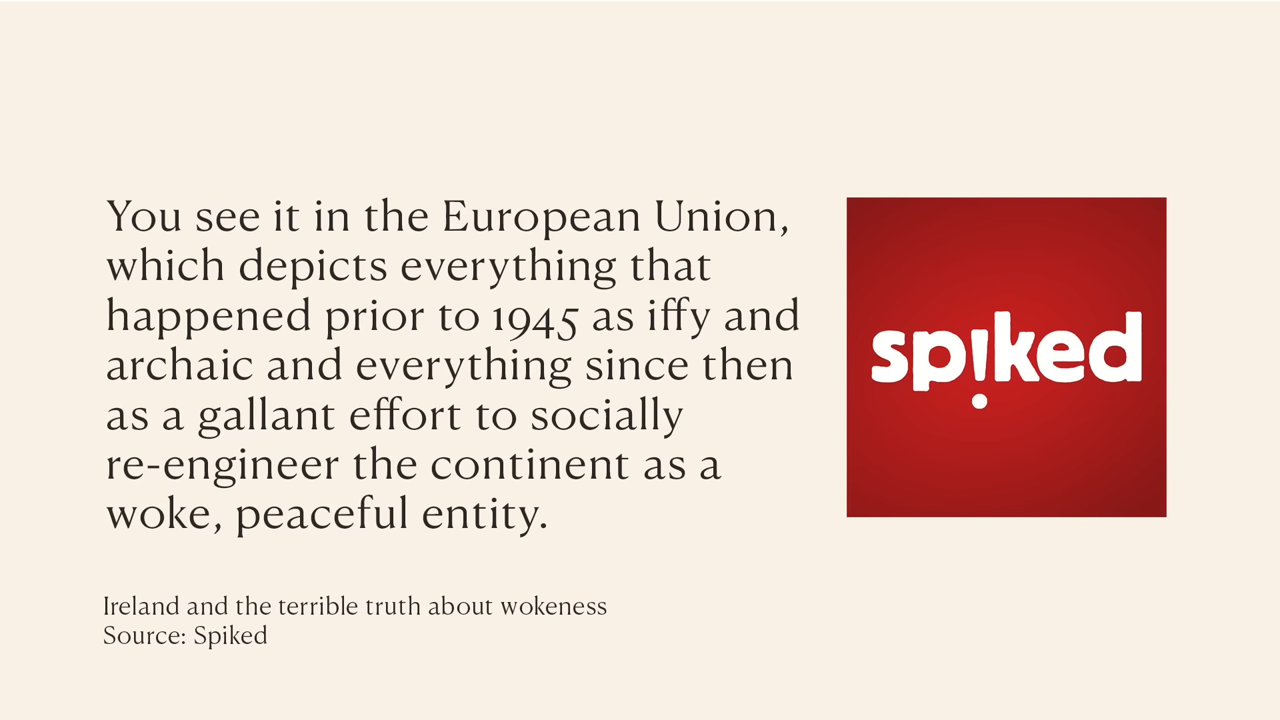 You see it in the European Union,
which depicts everything that
happened prior to 1945 as iffy and
archaic and everything since then
as a gallant effort to socially
re-engineer the continent as a
woke, peaceful entity.
spiked
Ireland and the terrible truth about wokeness
Source: Spiked